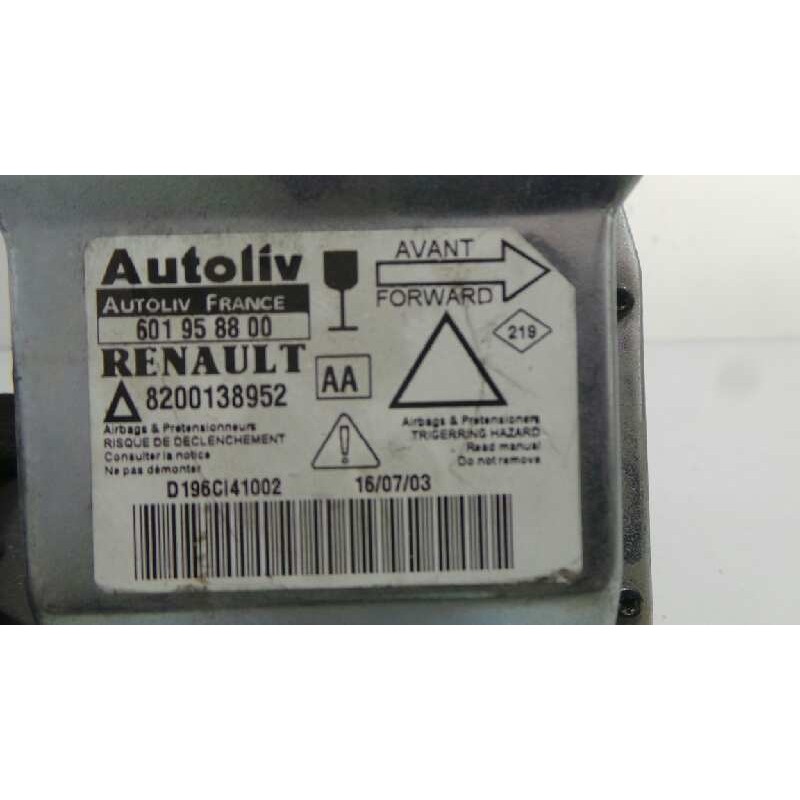 Autoliv
AUTOLIV FRANCE
601 95 88 00
RENAULT
8200138952
AA
AVANT
FORWARD
219
Airbags & Pretensionneurs
RISQUE DE DECLENCHEMENT
Consulter la notice
Ne pas démonter
Airbags & Pretensioners
TRIGERRING HAZARD
Read manual
Do not remove
D196CI41002
16/07/03